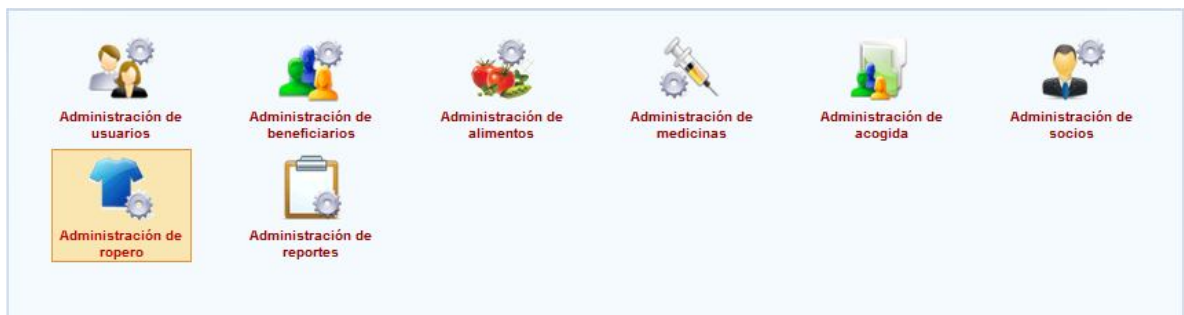 Administración de
usuarios
Administración de
beneficiarios
Administración de
alimentos
Administración de
medicinas
Administración de
acogida
Administración de
socios
Administración de
ropero
Administración de
reportes